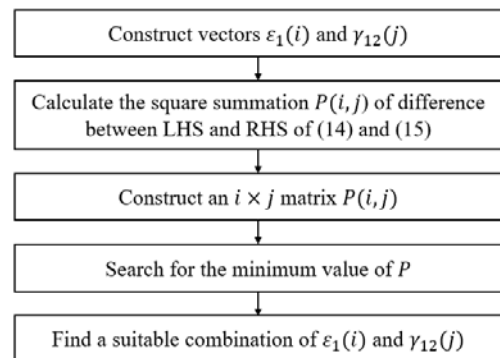 Construct vectors ε₁(i) and γ₁₂(j)
Calculate the square summation P(i,j) of difference
between LHS and RHS of (14) and (15)
Construct an i × j matrix P(i,j)
Search for the minimum value of P
Find a suitable combination of ε₁(i) and γ₁₂(j)